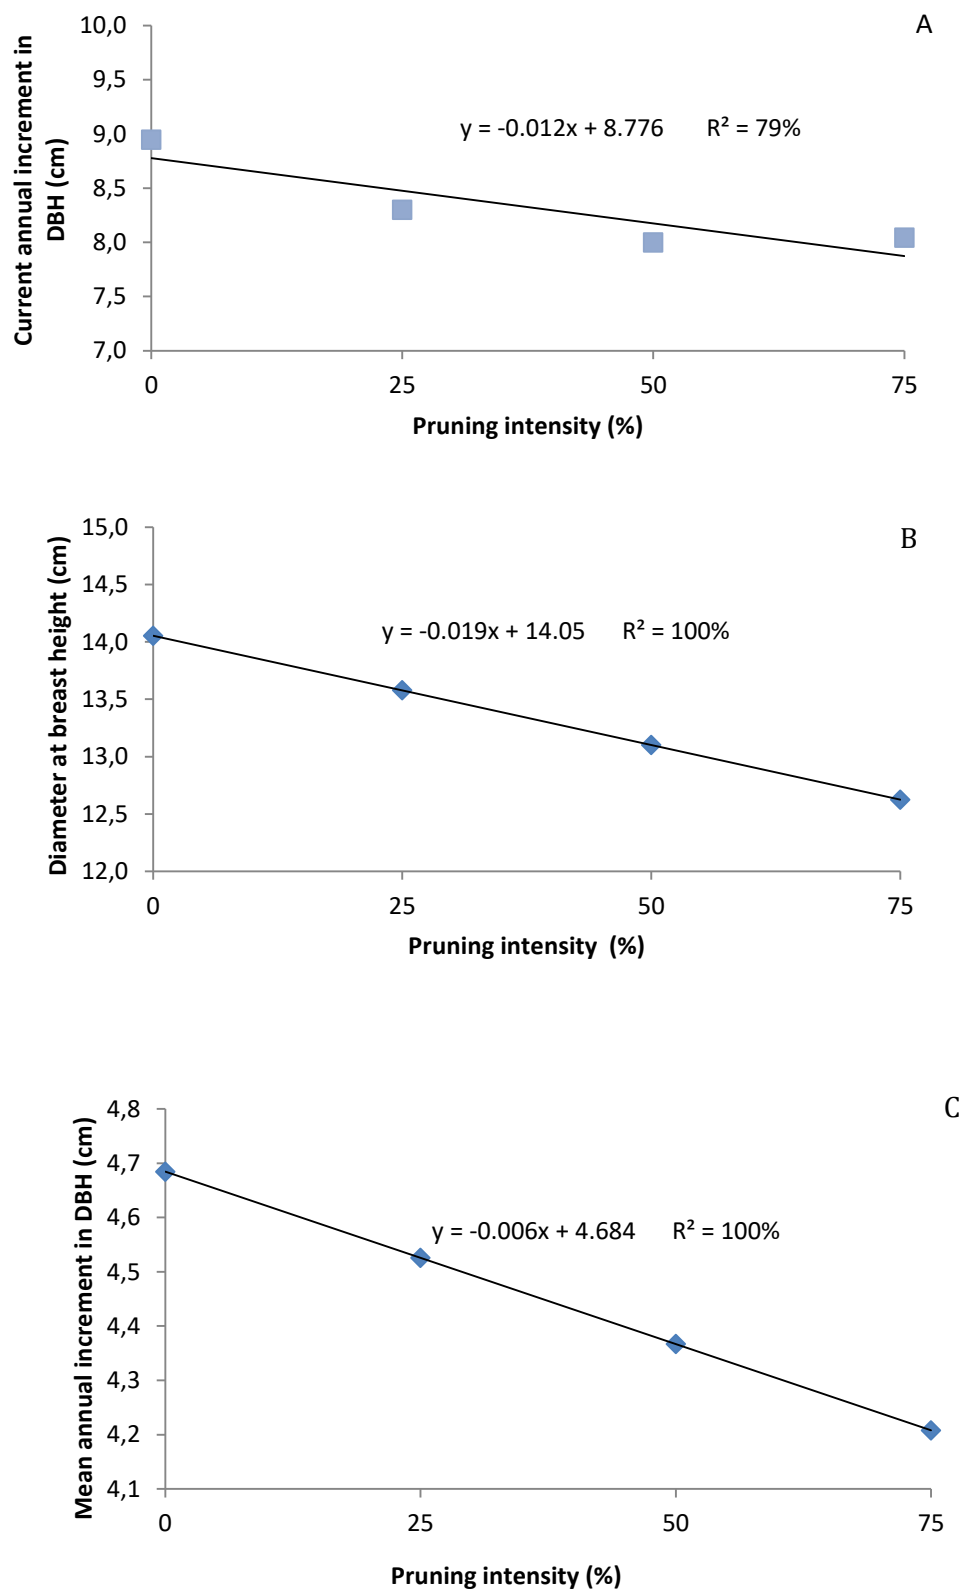 A
Current annual increment in
DBH (cm)
10,0
9,5
9,0
8,5
8,0
7,5
7,0
y = -0.012x + 8.776 R² = 79%
0 25 50 75
Pruning intensity (%)
B
Diameter at breast height (cm)
15,0
14,5
14,0
13,5
13,0
12,5
12,0
y = -0.019x + 14.05 R² = 100%
0 25 50 75
Pruning intensity (%)
C
Mean annual increment in DBH (cm)
4,8
4,7
4,6
4,5
4,4
4,3
4,2
4,1
y = -0.006x + 4.684 R² = 100%
0 25 50 75
Pruning intensity (%)